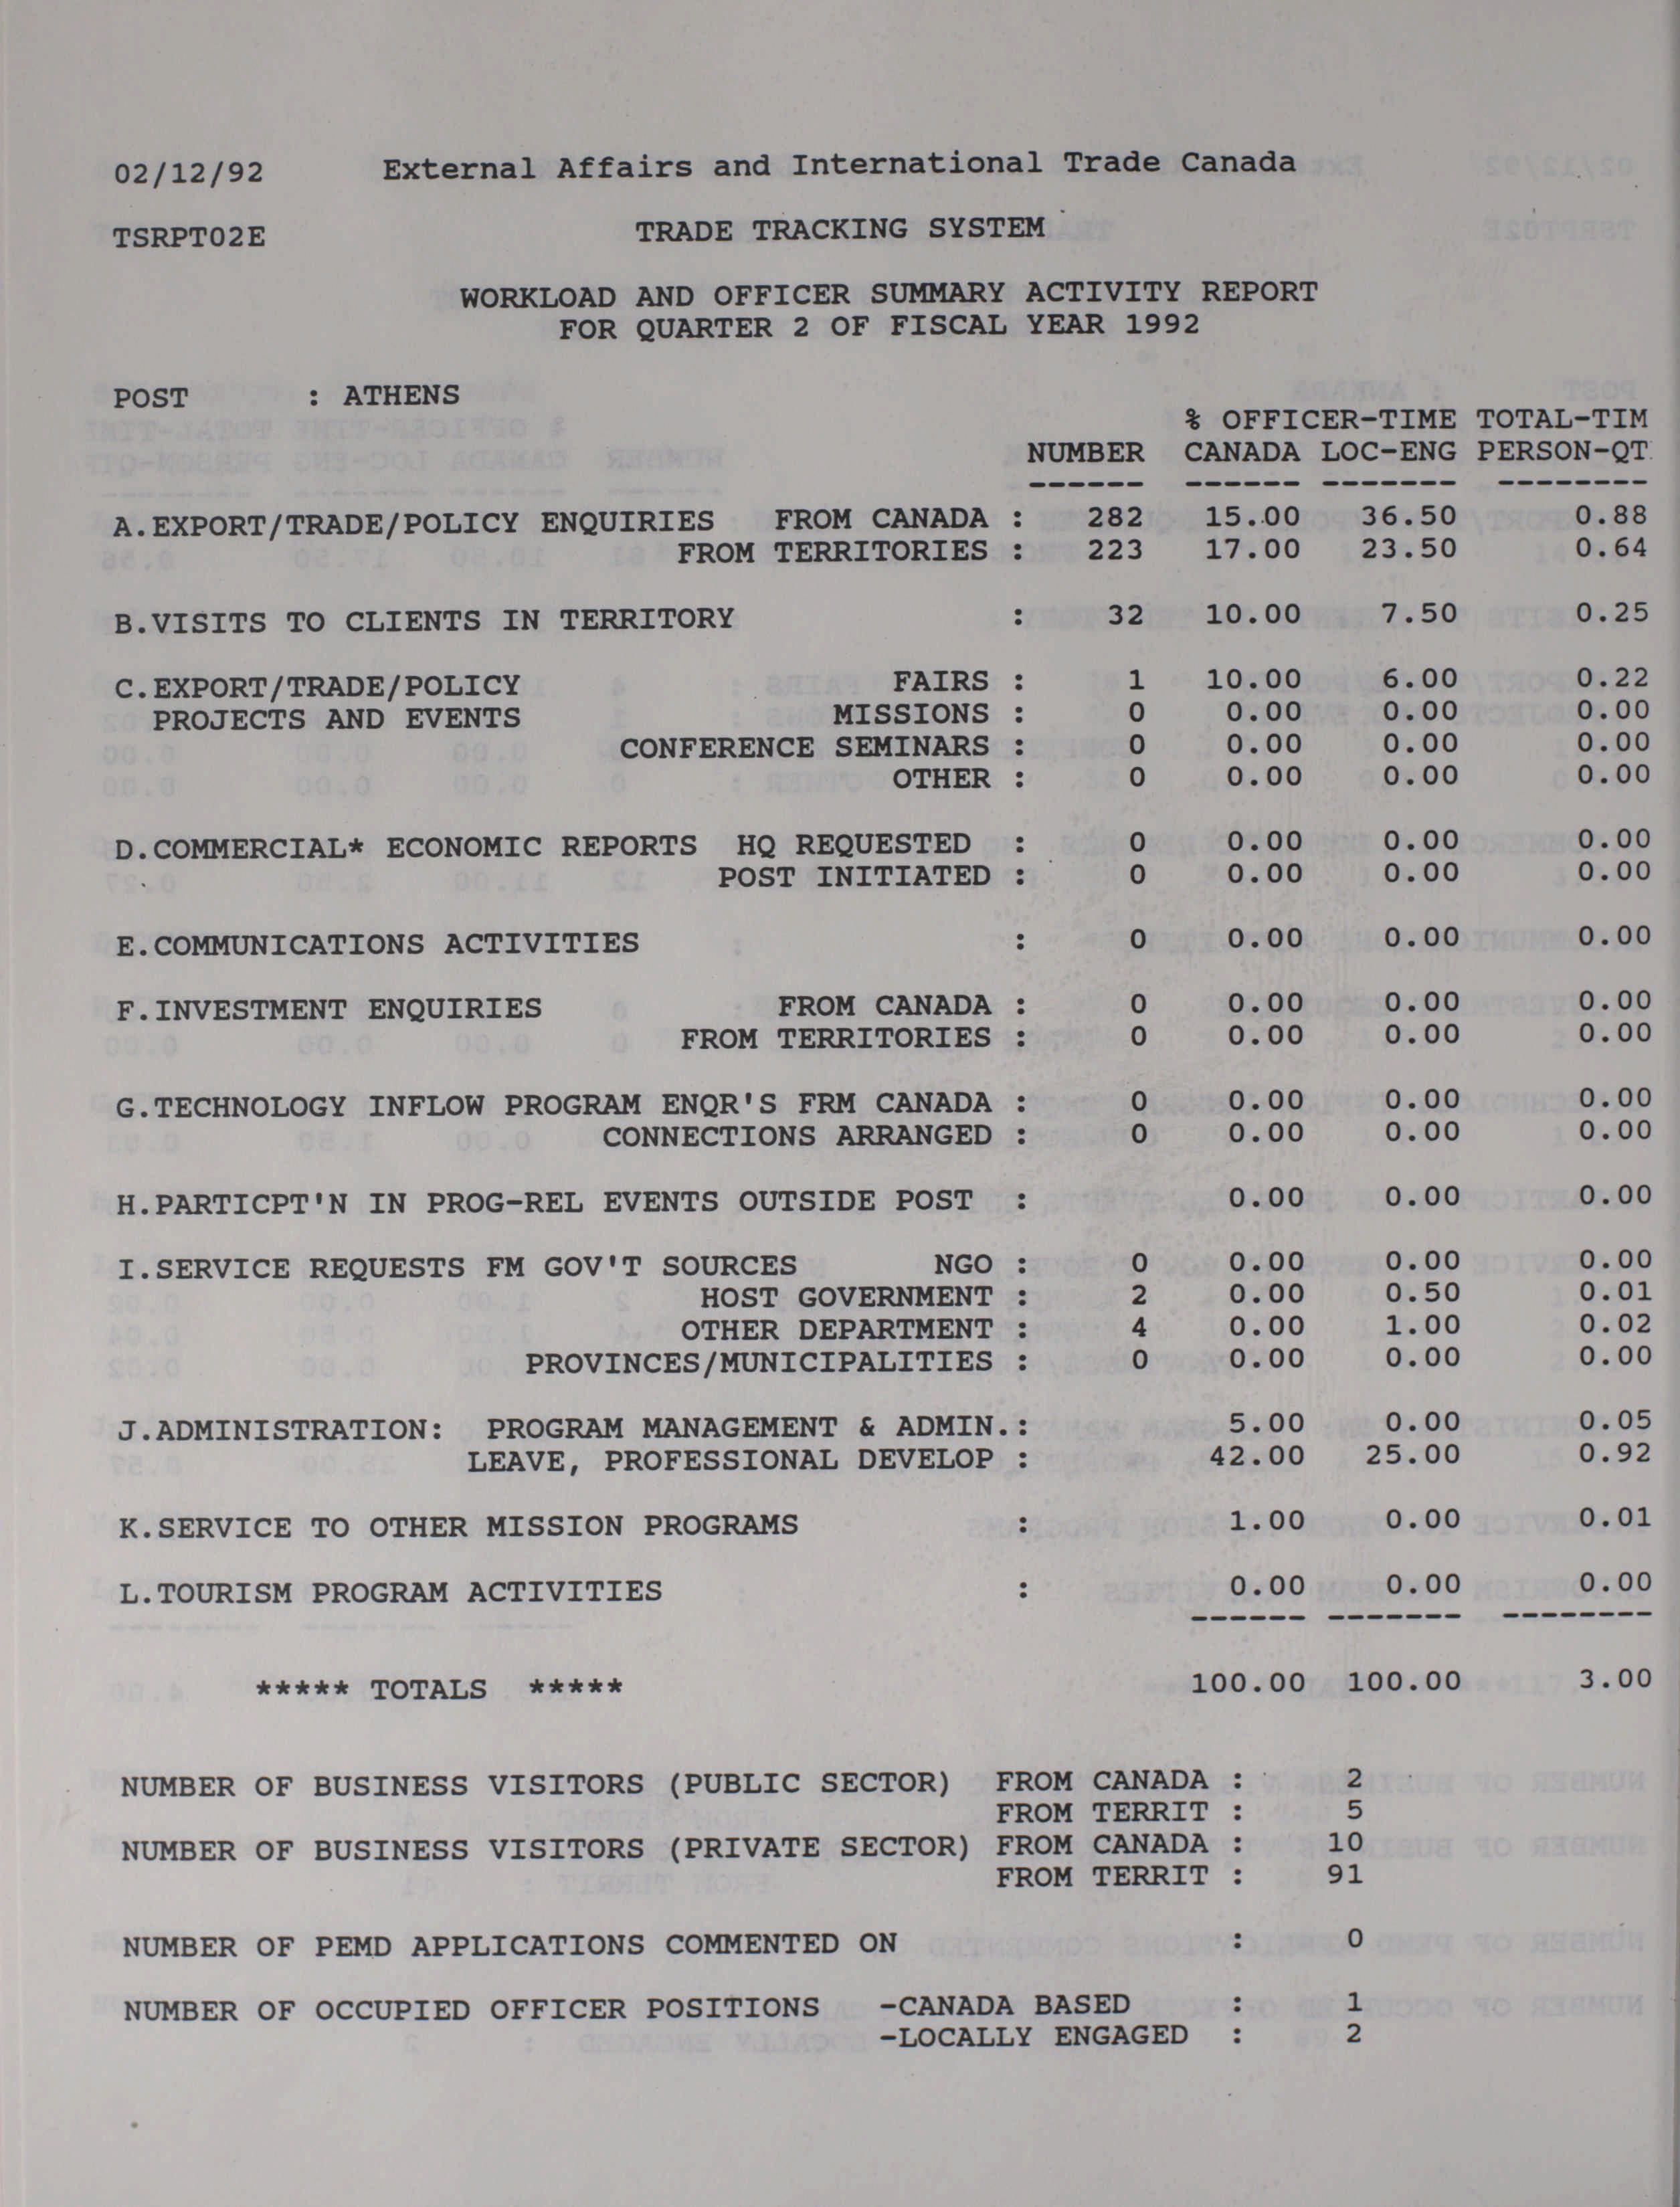 02/12/92 External Affairs and International Trade Canada
TSRPT02E TRADE TRACKING SYSTEM
WORKLOAD AND OFFICER SUMMARY ACTIVITY REPORT
FOR QUARTER 2 OF FISCAL YEAR 1992
POST : ATHENS
% OFFICER-TIME TOTAL-TIM
NUMBER CANADA LOC-ENG PERSON-QT
------ ------ ------- --------
A.EXPORT/TRADE/POLICY ENQUIRIES FROM CANADA : 282 15.00 36.50 0.88
FROM TERRITORIES : 223 17.00 23.50 0.64
B.VISITS TO CLIENTS IN TERRITORY : 32 10.00 7.50 0.25
C.EXPORT/TRADE/POLICY FAIRS : 1 10.00 6.00 0.22
PROJECTS AND EVENTS MISSIONS : 0 0.00 0.00 0.00
CONFERENCE SEMINARS : 0 0.00 0.00 0.00
OTHER : 0 0.00 0.00 0.00
D.COMMERCIAL* ECONOMIC REPORTS HQ REQUESTED : 0 0.00 0.00 0.00
POST INITIATED : 0 0.00 0.00 0.00
E.COMMUNICATIONS ACTIVITIES : 0 0.00 0.00 0.00
F.INVESTMENT ENQUIRIES FROM CANADA : 0 0.00 0.00 0.00
FROM TERRITORIES : 0 0.00 0.00 0.00
G.TECHNOLOGY INFLOW PROGRAM ENQR'S FRM CANADA : 0 0.00 0.00 0.00
CONNECTIONS ARRANGED : 0 0.00 0.00 0.00
H.PARTICPT'N IN PROG-REL EVENTS OUTSIDE POST : 0.00 0.00 0.00
I.SERVICE REQUESTS FM GOV'T SOURCES NGO : 0 0.00 0.00 0.00
HOST GOVERNMENT : 2 0.00 0.50 0.01
OTHER DEPARTMENT : 4 0.00 1.00 0.02
PROVINCES/MUNICIPALITIES : 0 0.00 0.00 0.00
J.ADMINISTRATION: PROGRAM MANAGEMENT & ADMIN.: 5.00 0.00 0.05
LEAVE, PROFESSIONAL DEVELOP : 42.00 25.00 0.92
K.SERVICE TO OTHER MISSION PROGRAMS : 1.00 0.00 0.01
L.TOURISM PROGRAM ACTIVITIES : 0.00 0.00 0.00
------ ------- --------
***** TOTALS ***** 100.00 100.00 3.00
NUMBER OF BUSINESS VISITORS (PUBLIC SECTOR) FROM CANADA : 2
FROM TERRIT : 5
NUMBER OF BUSINESS VISITORS (PRIVATE SECTOR) FROM CANADA : 10
FROM TERRIT : 91
NUMBER OF PEMD APPLICATIONS COMMENTED ON : 0
NUMBER OF OCCUPIED OFFICER POSITIONS -CANADA BASED : 1
-LOCALLY ENGAGED : 2